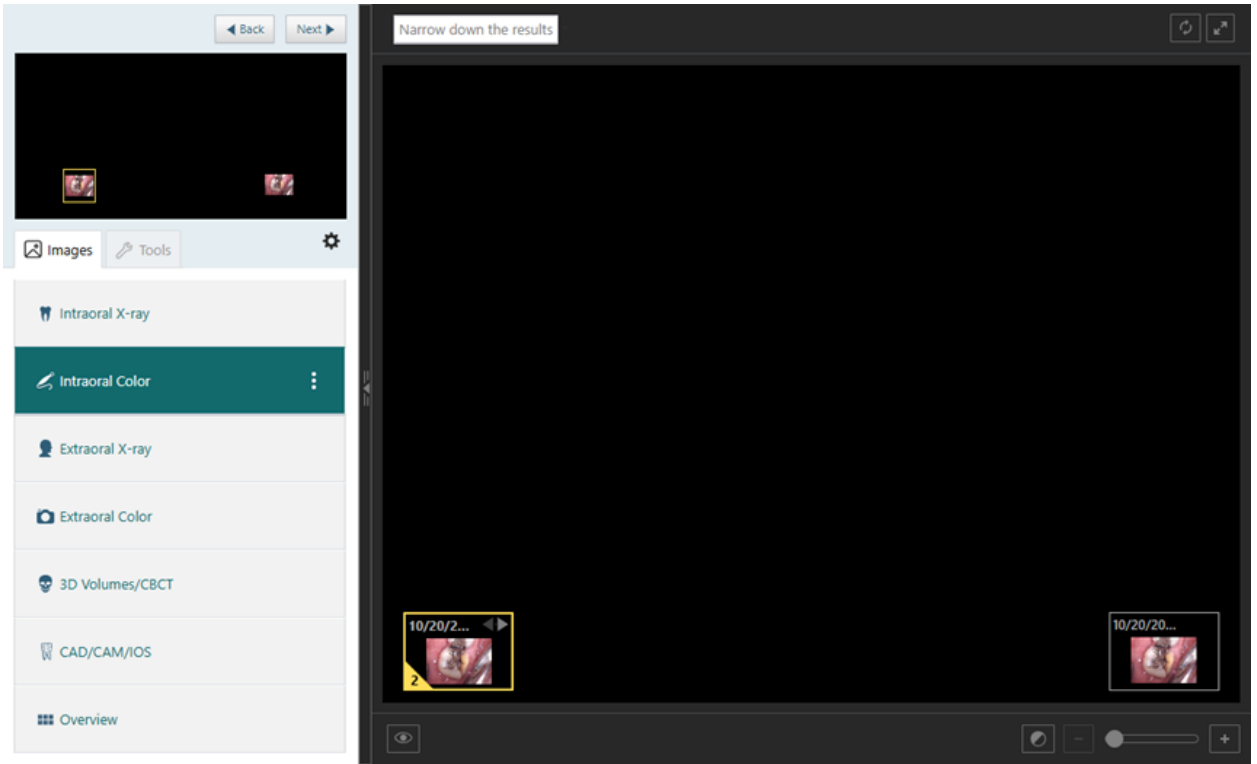 Back
Next
Narrow down the results
Images
Tools
Intraoral X-ray
Intraoral Color
Extraoral X-ray
Extraoral Color
3D Volumes/CBCT
CAD/CAM/IOS
Overview
10/20/2...
2
10/20/20...